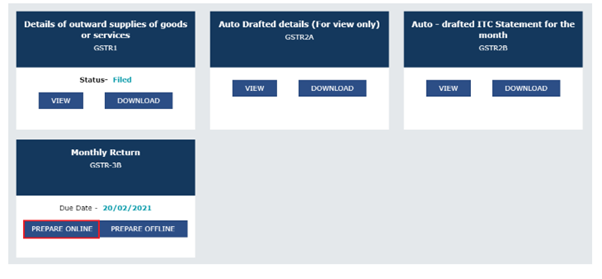 Details of outward supplies of goods
or services
GSTR1
Status- Filed
VIEW DOWNLOAD
Auto Drafted details (For view only)
GSTR2A
VIEW DOWNLOAD
Auto - drafted ITC Statement for the
month
GSTR2B
VIEW DOWNLOAD
Monthly Return
GSTR-3B
Due Date - 20/02/2021
PREPARE ONLINE PREPARE OFFLINE